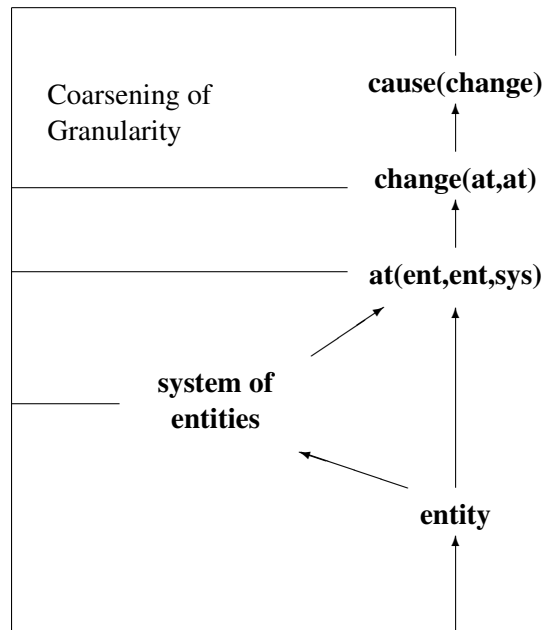 cause(change)
Coarsening of
Granularity
change(at,at)
at(ent,ent,sys)
system of
entities
entity